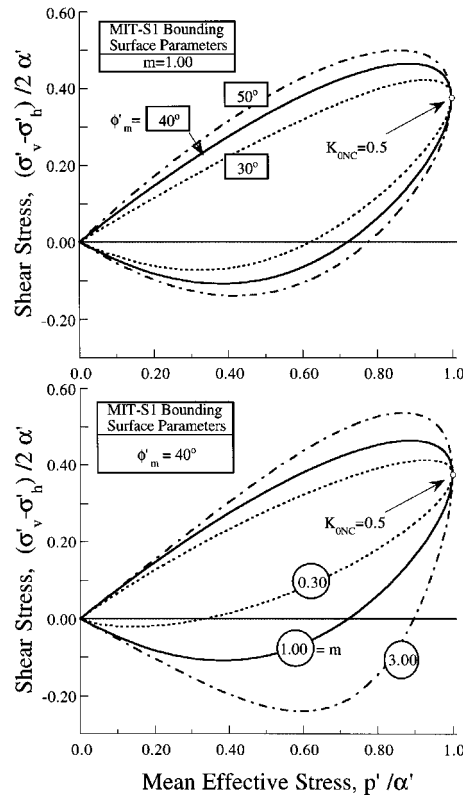 MIT-S1 Bounding
Surface Parameters
m=1.00
ϕ'm = 40°
50°
30°
K0NC=0.5
0.40
0.20
0.00
-0.20
Shear Stress, (σ'v-σ'h) /2 α'
0.0 0.20 0.40 0.60 0.80 1.0
MIT-S1 Bounding
Surface Parameters
ϕ'm = 40°
K0NC=0.5
0.30
1.00 = m
3.00
0.40
0.20
0.00
-0.20
Shear Stress, (σ'v-σ'h) /2 α'
0.0 0.20 0.40 0.60 0.80 1.0
Mean Effective Stress, p' /α'